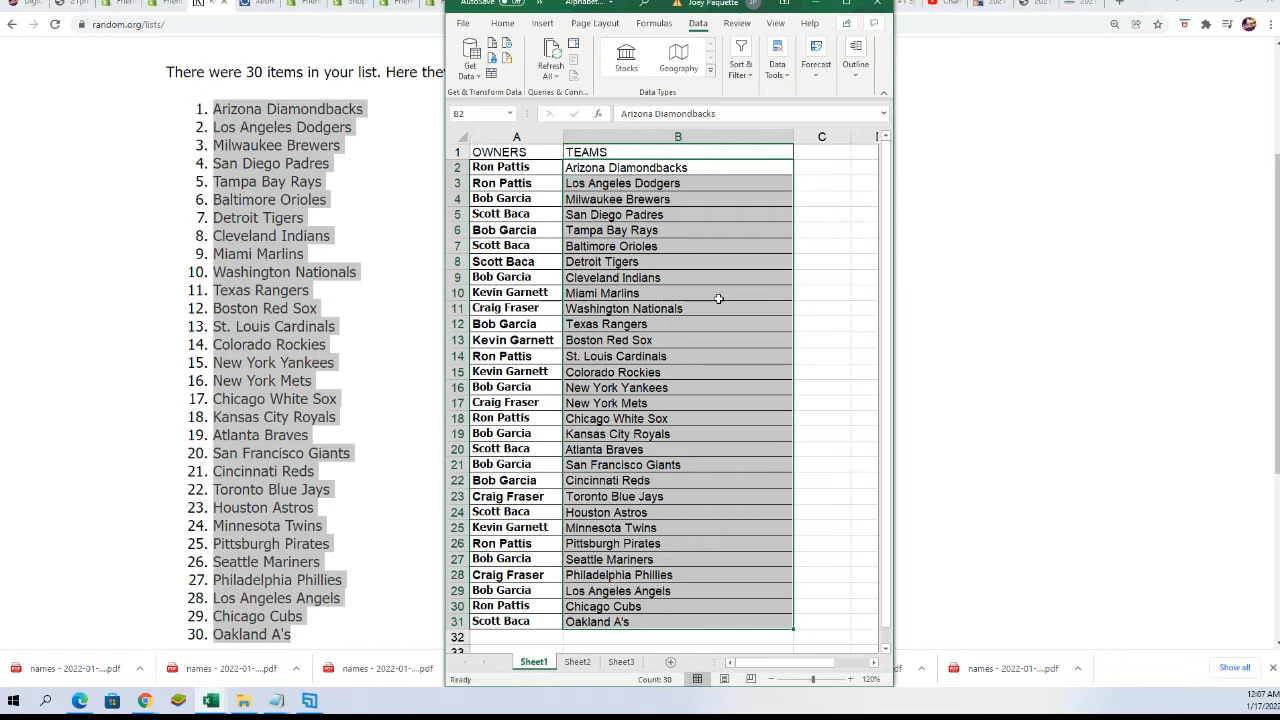 random.org/lists/
AutoSave
Off
Alphabet...
Joey Paquette
JP
File Home Insert Page Layout Formulas Data Review View Help
Get Data
Refresh All
Stocks
Geography
Sort & Filter
Data Tools
Forecast
Outline
Get & Transform Data
Queries & Conn...
Data Types
B2
fx
Arizona Diamondbacks
There were 30 items in your list. Here they
1. Arizona Diamondbacks
2. Los Angeles Dodgers
3. Milwaukee Brewers
4. San Diego Padres
5. Tampa Bay Rays
6. Baltimore Orioles
7. Detroit Tigers
8. Cleveland Indians
9. Miami Marlins
10. Washington Nationals
11. Texas Rangers
12. Boston Red Sox
13. St. Louis Cardinals
14. Colorado Rockies
15. New York Yankees
16. New York Mets
17. Chicago White Sox
18. Kansas City Royals
19. Atlanta Braves
20. San Francisco Giants
21. Cincinnati Reds
22. Toronto Blue Jays
23. Houston Astros
24. Minnesota Twins
25. Pittsburgh Pirates
26. Seattle Mariners
27. Philadelphia Phillies
28. Los Angeles Angels
29. Chicago Cubs
30. Oakland A's
A B C
1 OWNERS TEAMS
2 Ron Pattis Arizona Diamondbacks
3 Ron Pattis Los Angeles Dodgers
4 Bob Garcia Milwaukee Brewers
5 Scott Baca San Diego Padres
6 Bob Garcia Tampa Bay Rays
7 Scott Baca Baltimore Orioles
8 Scott Baca Detroit Tigers
9 Bob Garcia Cleveland Indians
10 Kevin Garnett Miami Marlins
11 Craig Fraser Washington Nationals
12 Bob Garcia Texas Rangers
13 Kevin Garnett Boston Red Sox
14 Ron Pattis St. Louis Cardinals
15 Kevin Garnett Colorado Rockies
16 Bob Garcia New York Yankees
17 Craig Fraser New York Mets
18 Ron Pattis Chicago White Sox
19 Bob Garcia Kansas City Royals
20 Scott Baca Atlanta Braves
21 Bob Garcia San Francisco Giants
22 Bob Garcia Cincinnati Reds
23 Craig Fraser Toronto Blue Jays
24 Scott Baca Houston Astros
25 Kevin Garnett Minnesota Twins
26 Ron Pattis Pittsburgh Pirates
27 Bob Garcia Seattle Mariners
28 Craig Fraser Philadelphia Phillies
29 Bob Garcia Los Angeles Angels
30 Ron Pattis Chicago Cubs
31 Scott Baca Oakland A's
32
33
Sheet1 Sheet2 Sheet3
Ready
Count: 30
120%
names - 2022-01-....pdf
names - 2022-01-....pdf
names - 2022-01-....pdf
names - 2022-01-....pdf
Show all
12:07 AM
1/17/2022